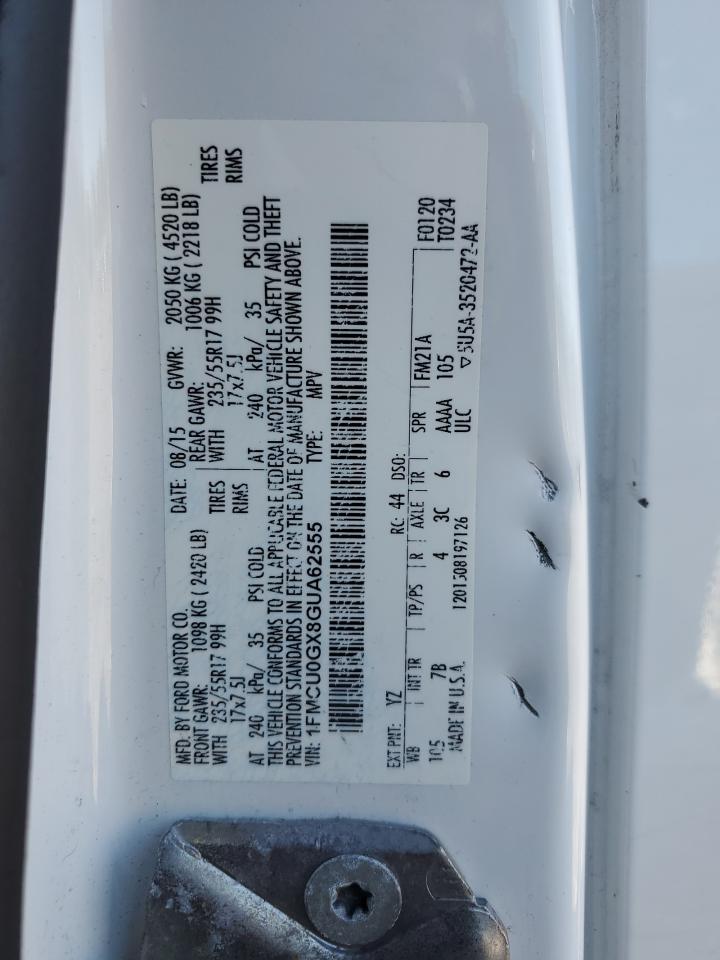 MFD. BY FORD MOTOR CO.
DATE: 08/15 GVWR: 2050 KG ( 4520 LB)
FRONT GAWR: 1098 KG (2420 LB) REAR GAWR: 1006 KG ( 2218 LB)
WITH 235/55R17 99H TIRES WITH 235/55R17 99H TIRES
17x7.5J RIMS 17x7.5J RIMS
AT 240 kPa/ 35 PSI COLD AT 240 kPa/ 35 PSI COLD
THIS VEHICLE CONFORMS TO ALL APPLICABLE FEDERAL MOTOR VEHICLE SAFETY AND THEFT
PREVENTION STANDARDS IN EFFECT ON THE DATE OF MANUFACTURE SHOWN ABOVE.
VIN: 1FMCU0GX8GUA62555 TYPE: MPV
EXT PNT: YZ RC: 44 DSO: F0120
WB INT TR TP/PS R AXLE TR SPR FM21A T0234
105 7B 4 3C 6 AAAA 105
MADE IN U.S.A. 1201508197126 ULC ▽5U5A-3520472-AA